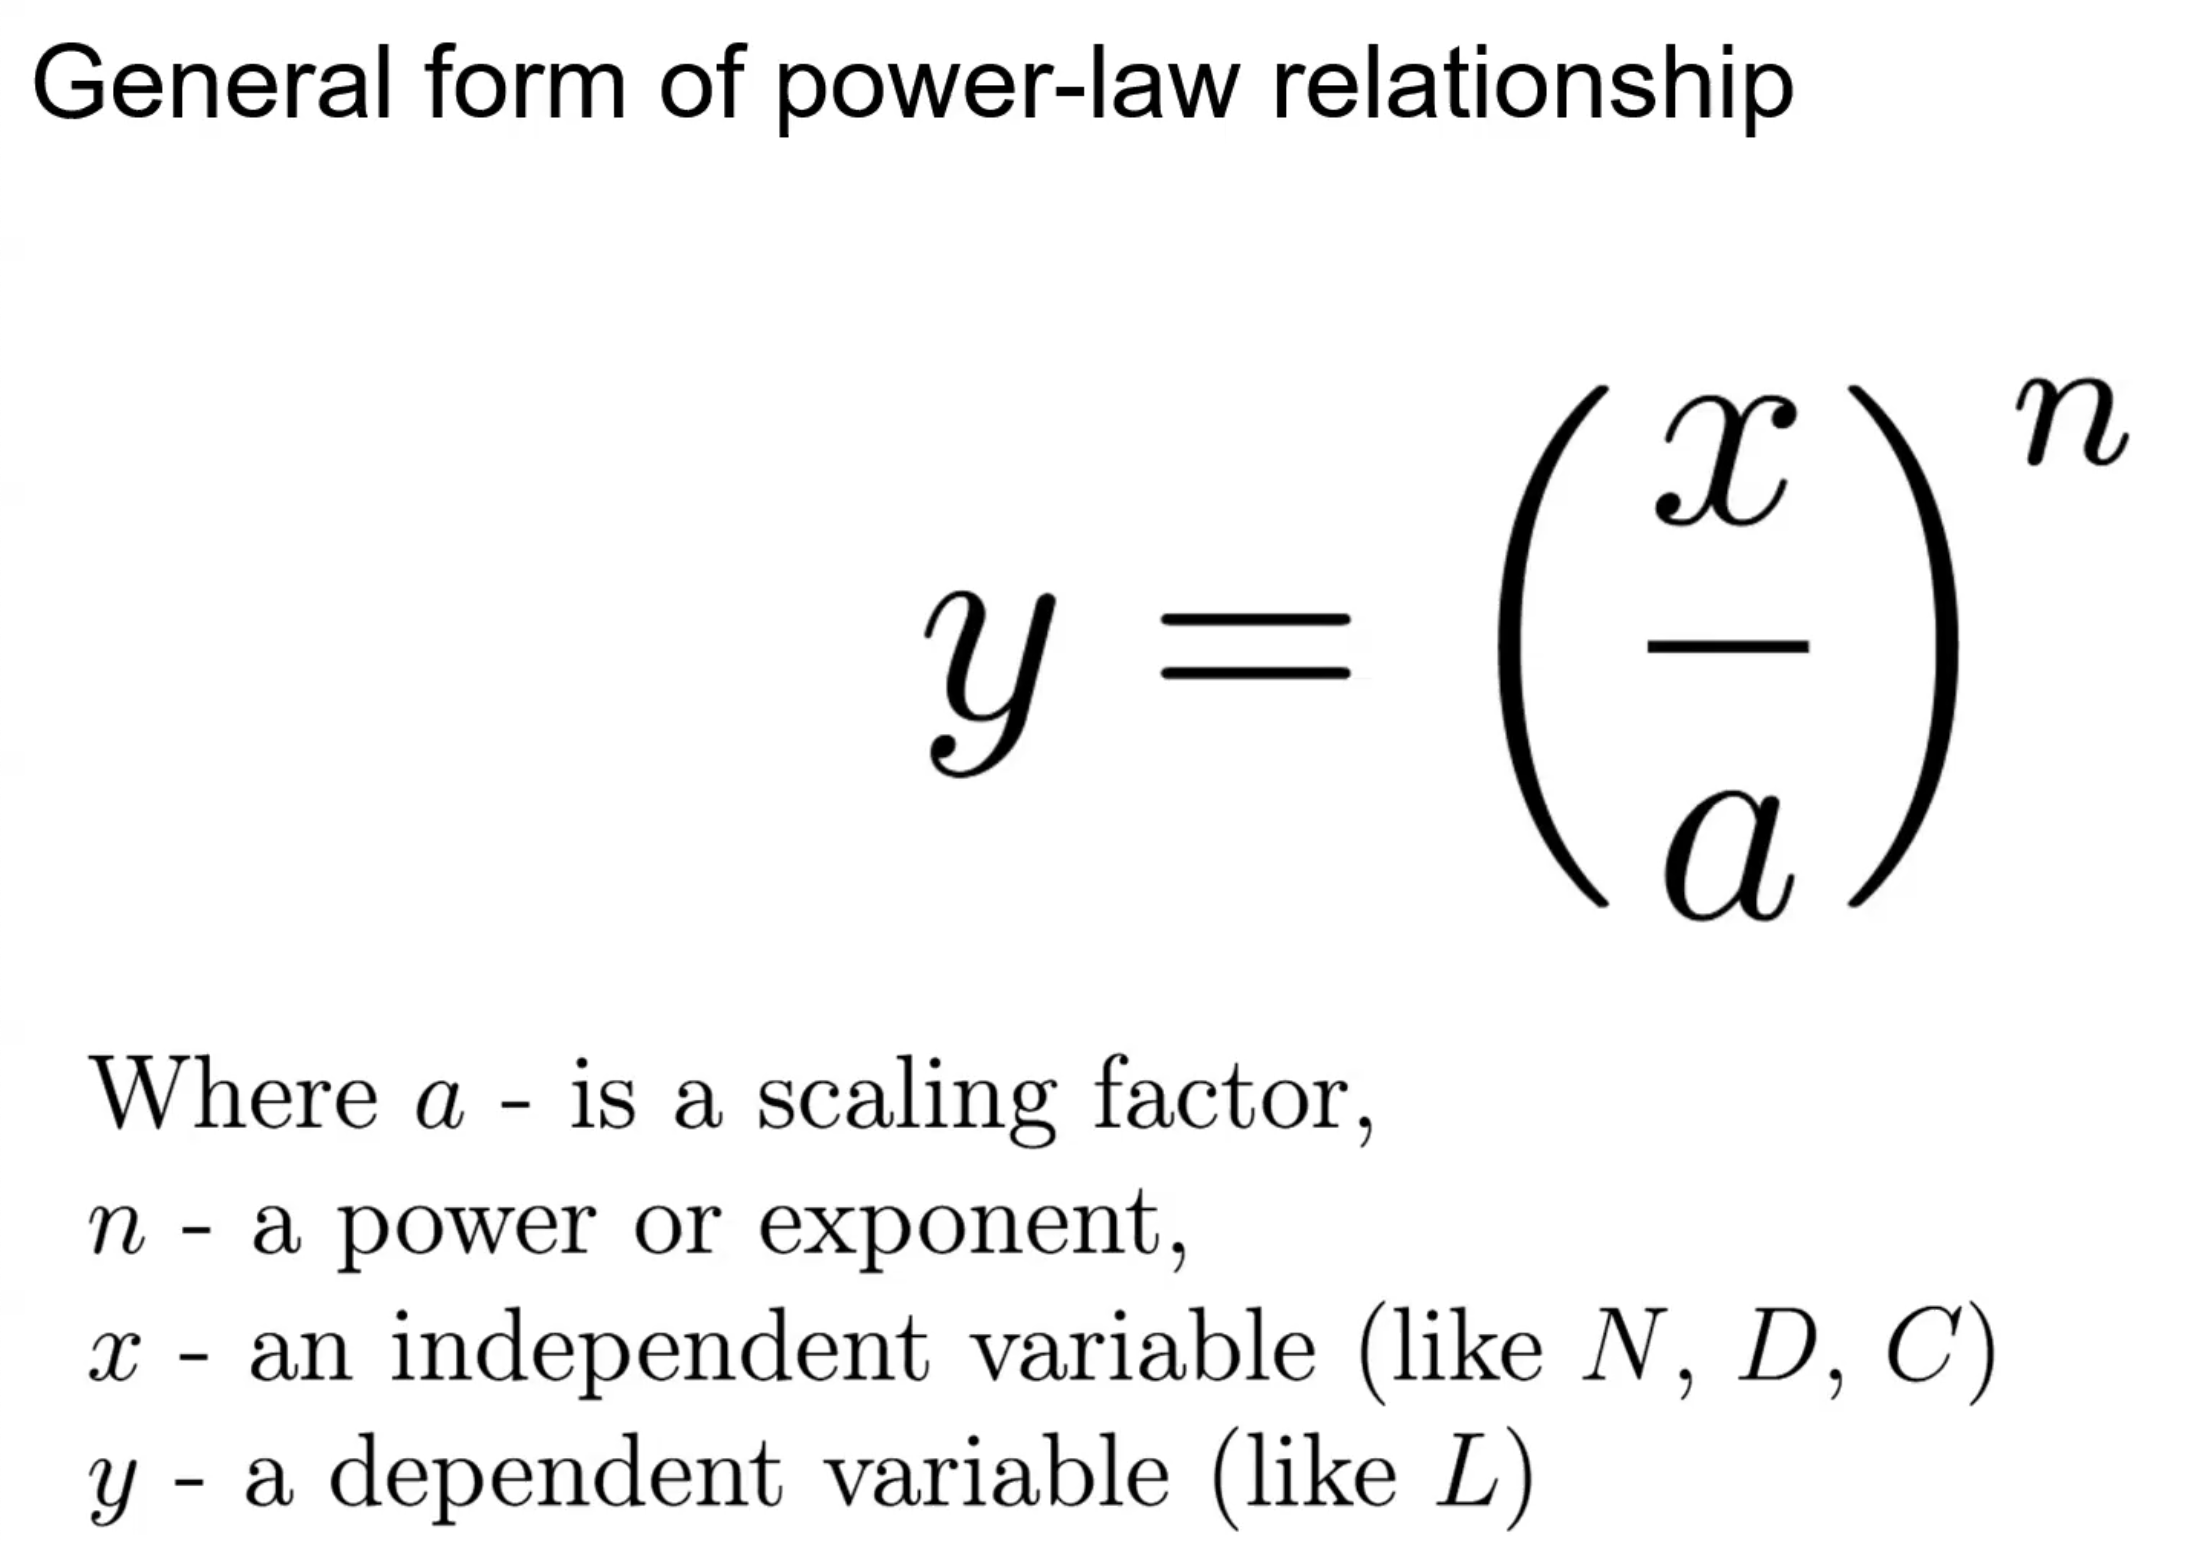 General form of power-law relationship
y = (x/a)^n
Where a - is a scaling factor,
n - a power or exponent,
x - an independent variable (like N, D, C)
y - a dependent variable (like L)